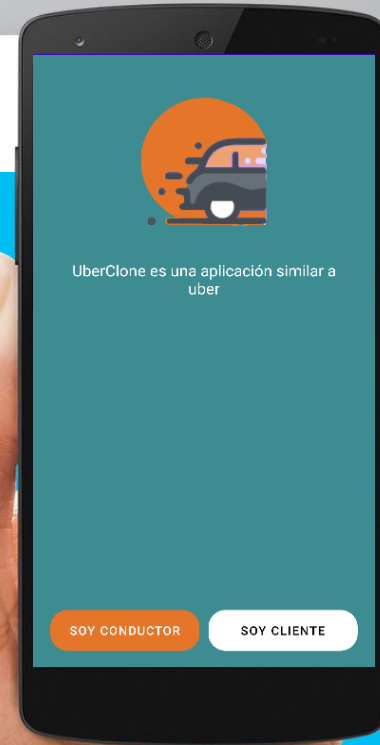 UberClone es una aplicación similar a
uber
SOY CONDUCTOR
SOY CLIENTE